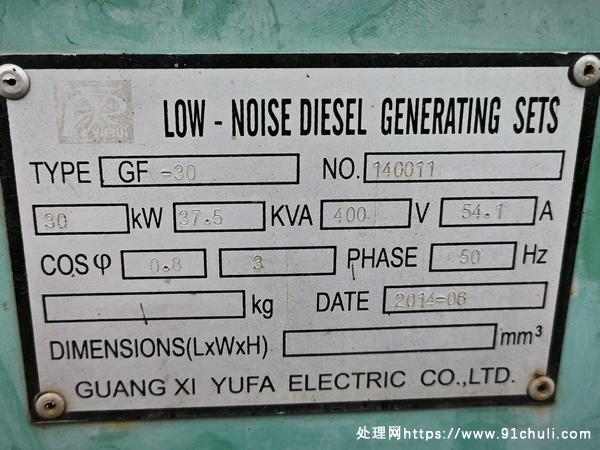 YUFUI
LOW - NOISE DIESEL GENERATING SETS
TYPE GF -30 NO. 140011
30 kW 37.5 KVA 400 V 54.1 A
COSφ 0.8 3 PHASE 50 Hz
kg DATE 2014-06
DIMENSIONS(LxWxH) mm³
GUANG XI YUFA ELECTRIC CO.,LTD.
处理网https://www.91chuli.com/